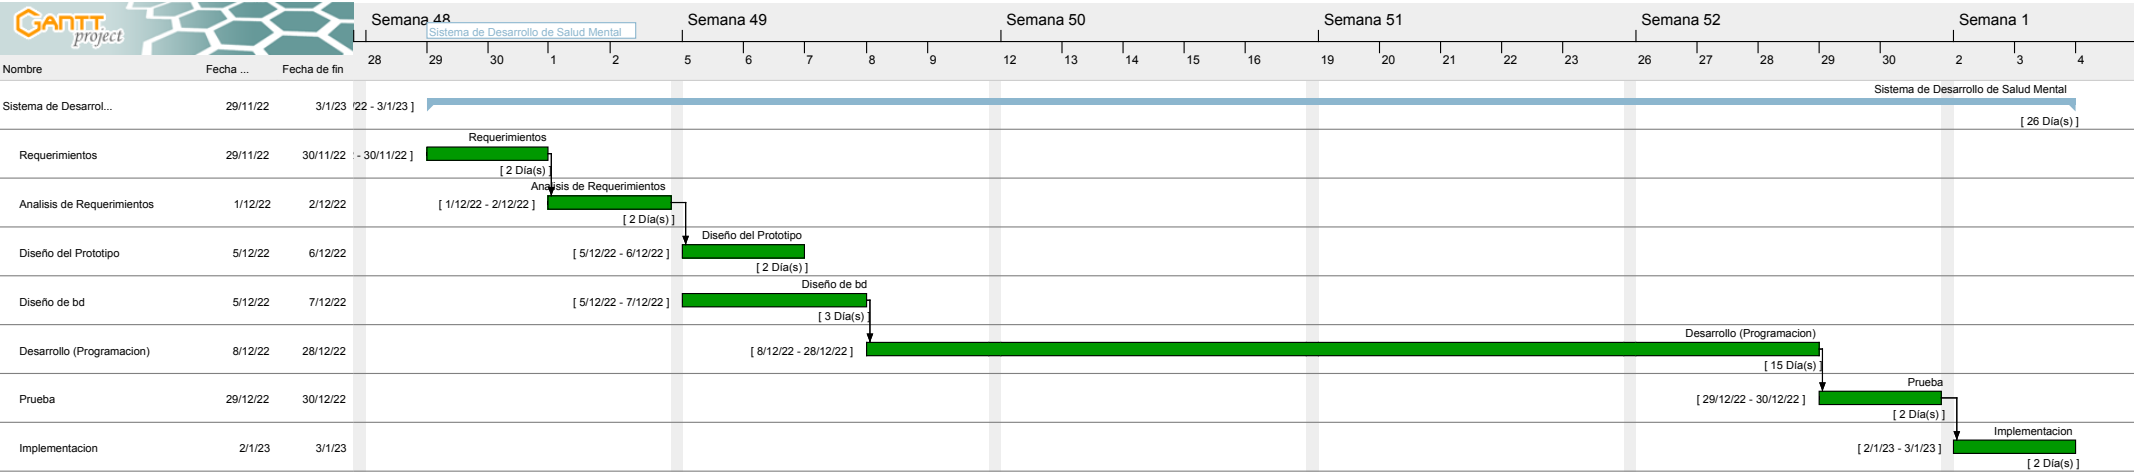 GANTT
project
Semana 48
Semana 49
Semana 50
Semana 51
Semana 52
Semana 1
Sistema de Desarrollo de Salud Mental
Nombre
Fecha ...
Fecha de fin
28 29 30 1 2 5 6 7 8 9 12 13 14 15 16 19 20 21 22 23 26 27 28 29 30 2 3 4
Sistema de Desarrol... 29/11/22 3/1/23 /22 - 3/1/23 ]
Sistema de Desarrollo de Salud Mental
[ 26 Día(s) ]
Requerimientos
Requerimientos 29/11/22 30/11/22 - 30/11/22 ]
[ 2 Día(s) ]
Analisis de Requerimientos
Analisis de Requerimientos 1/12/22 2/12/22 [ 1/12/22 - 2/12/22 ]
[ 2 Día(s) ]
Diseño del Prototipo
Diseño del Prototipo 5/12/22 6/12/22 [ 5/12/22 - 6/12/22 ]
[ 2 Día(s) ]
Diseño de bd
Diseño de bd 5/12/22 7/12/22 [ 5/12/22 - 7/12/22 ]
[ 3 Día(s) ]
Desarrollo (Programacion)
Desarrollo (Programacion) 8/12/22 28/12/22 [ 8/12/22 - 28/12/22 ]
[ 15 Día(s) ]
Prueba
Prueba 29/12/22 30/12/22 [ 29/12/22 - 30/12/22 ]
[ 2 Día(s) ]
Implementacion
Implementacion 2/1/23 3/1/23 [ 2/1/23 - 3/1/23 ]
[ 2 Día(s) ]